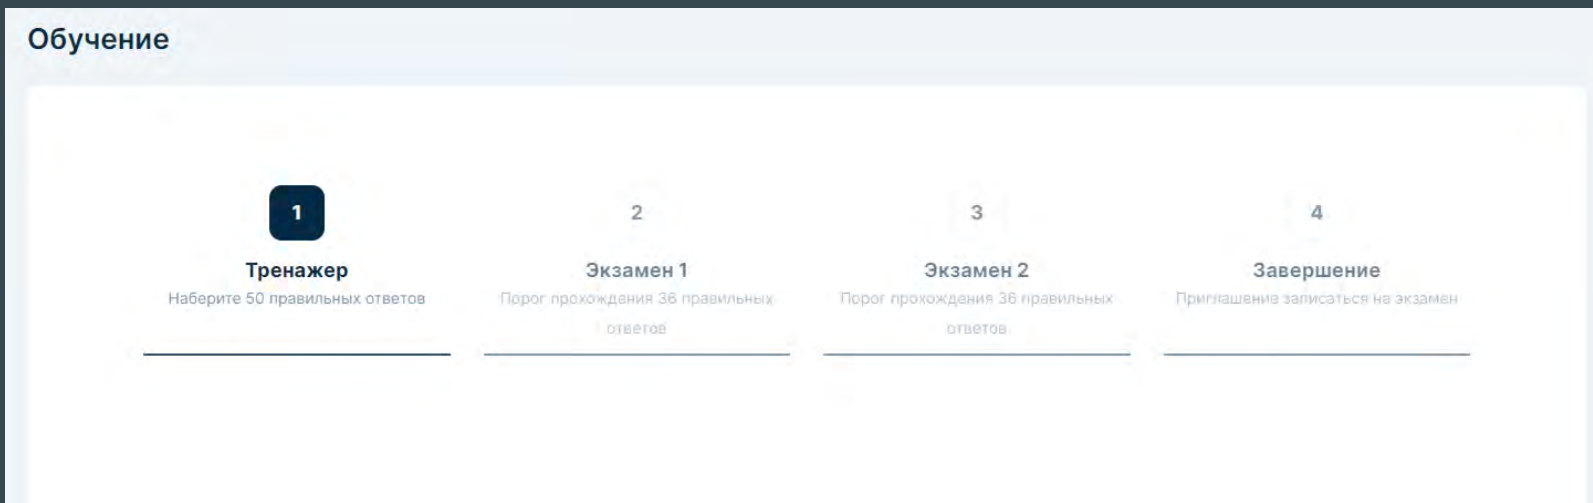 Обучение
1
Тренажер
Наберите 50 правильных ответов
2
Экзамен 1
Порог прохождения 36 правильных
ответов
3
Экзамен 2
Порог прохождения 36 правильных
ответов
4
Завершение
Приглашение записаться на экзамен